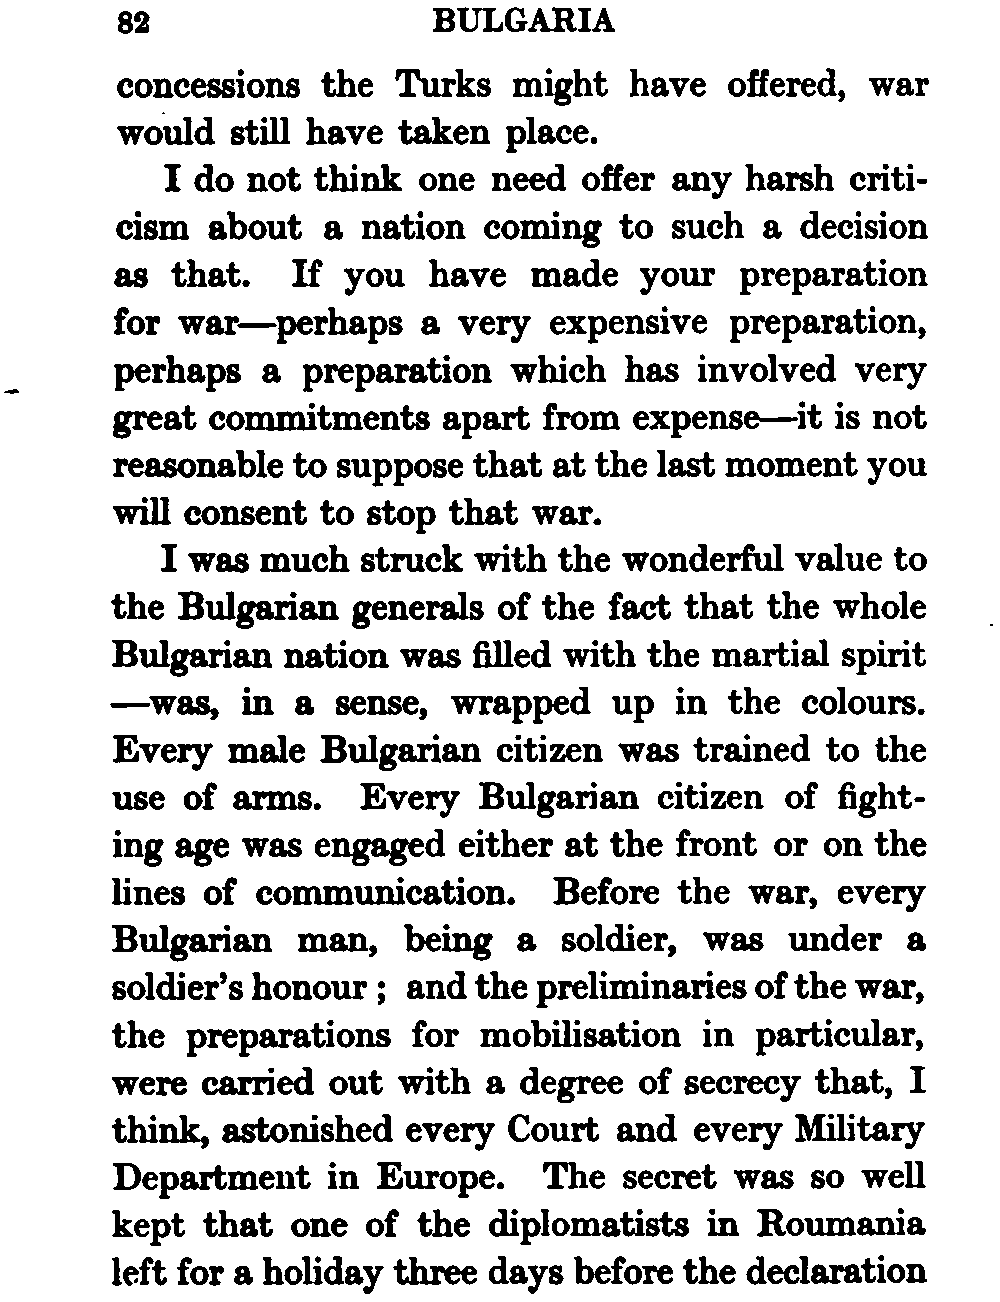 82 BULGARIA
concessions the Turks might have offered, war
would still have taken place.
I do not think one need offer any harsh criti-
cism about a nation coming to such a decision
as that. If you have made your preparation
for war—perhaps a very expensive preparation,
perhaps a preparation which has involved very
great commitments apart from expense—it is not
reasonable to suppose that at the last moment you
will consent to stop that war.
I was much struck with the wonderful value to
the Bulgarian generals of the fact that the whole
Bulgarian nation was filled with the martial spirit
—was, in a sense, wrapped up in the colours.
Every male Bulgarian citizen was trained to the
use of arms. Every Bulgarian citizen of fight-
ing age was engaged either at the front or on the
lines of communication. Before the war, every
Bulgarian man, being a soldier, was under a
soldier's honour ; and the preliminaries of the war,
the preparations for mobilisation in particular,
were carried out with a degree of secrecy that, I
think, astonished every Court and every Military
Department in Europe. The secret was so well
kept that one of the diplomatists in Roumania
left for a holiday three days before the declaration